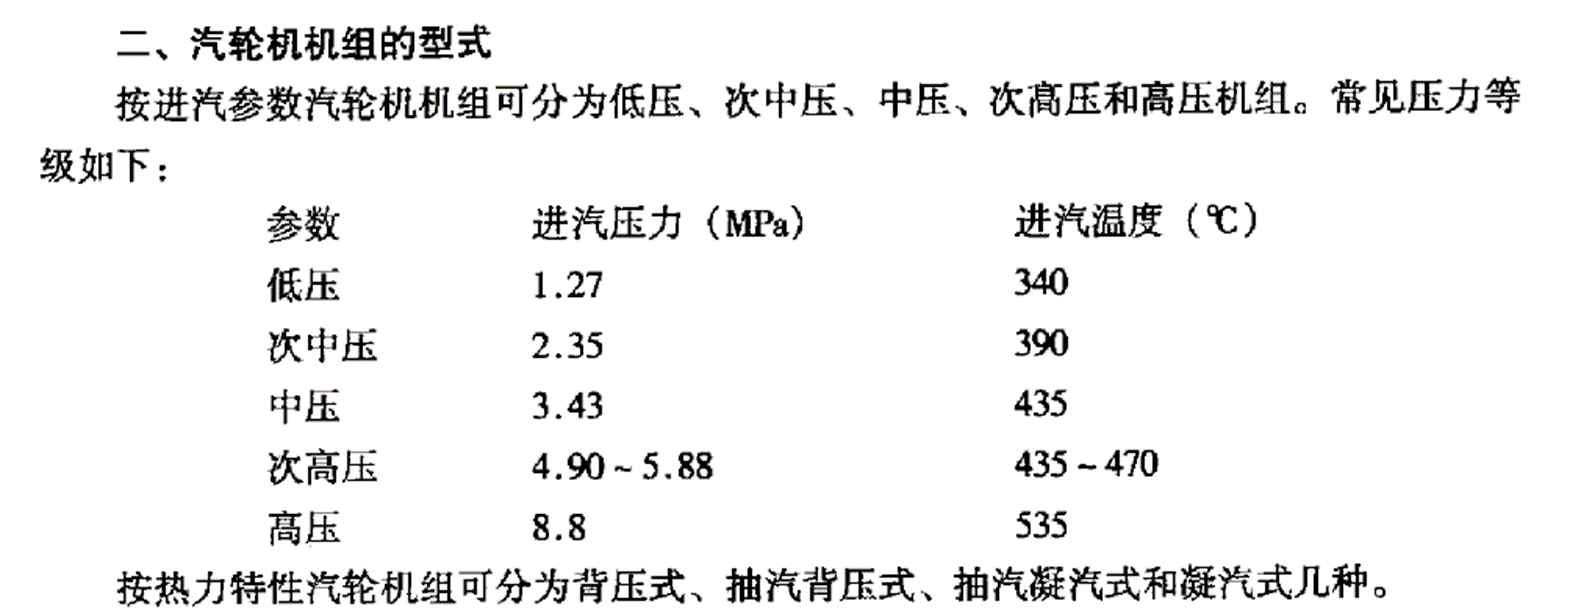 二、汽轮机机组的型式
按进汽参数汽轮机机组可分为低压、次中压、中压、次高压和高压机组。常见压力等
级如下：
参数 进汽压力（MPa） 进汽温度（℃）
低压 1.27 340
次中压 2.35 390
中压 3.43 435
次高压 4.90～5.88 435～470
高压 8.8 535
按热力特性汽轮机组可分为背压式、抽汽背压式、抽汽凝汽式和凝汽式几种。